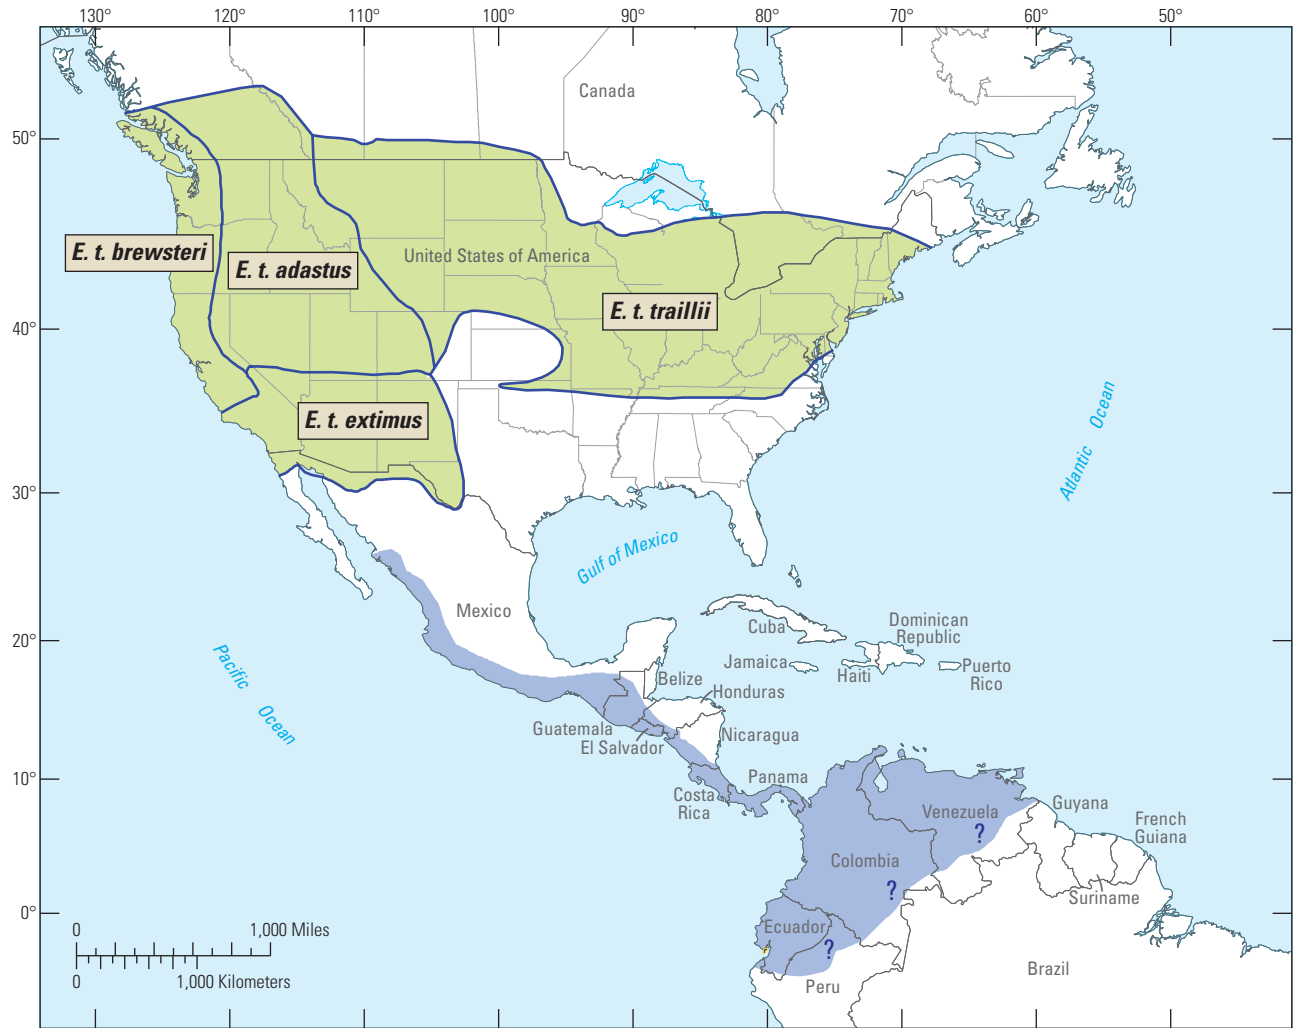 130°
120°
110°
100°
90°
80°
70°
60°
50°
Canada
50°
E. t. brewsteri
E. t. adastus
United States of America
E. t. traillii
40°
E. t. extimus
Atlantic Ocean
30°
Gulf of Mexico
Mexico
Cuba
Dominican
Republic
20°
Pacific Ocean
Jamaica
Haiti
Puerto
Rico
Belize
Honduras
Guatemala
El Salvador
Nicaragua
10°
Panama
Costa
Rica
Venezuela
Guyana
?
French
Guiana
Colombia
?
Suriname
0°
Ecuador
?
0
1,000 Miles
0
1,000 Kilometers
Peru
Brazil